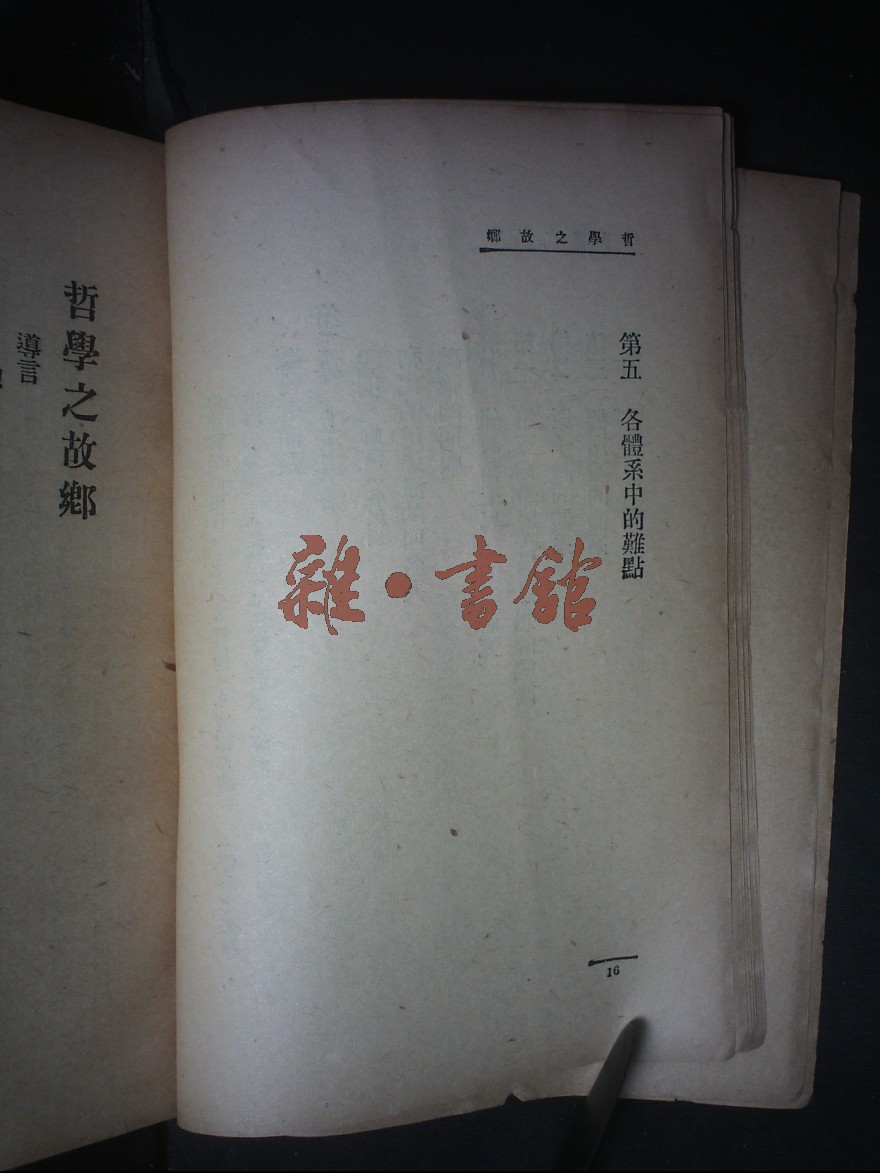 哲學之故鄉
第五　各體系中的難點
16
哲學之故鄉
導言
雜·書館